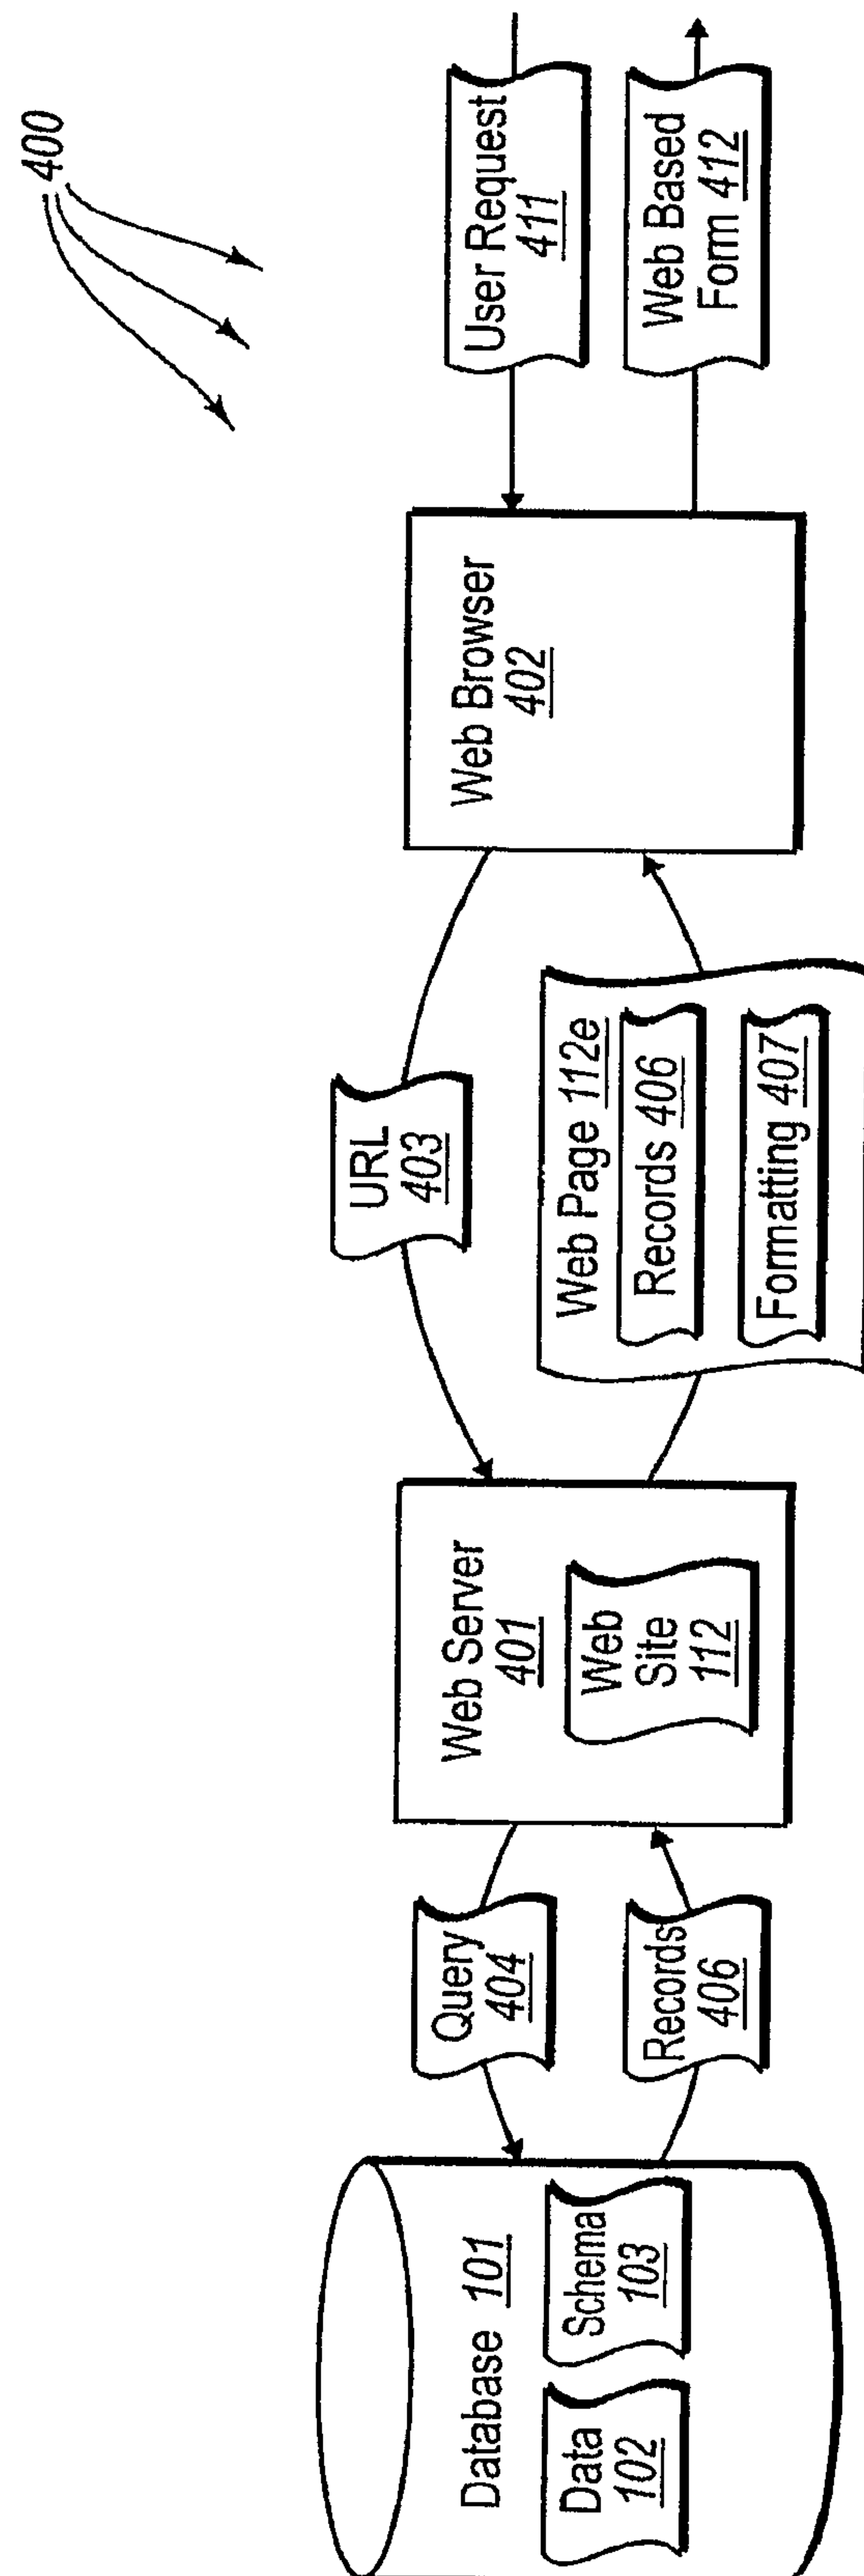 400
User Request
411
Web Based
Form 412
Web Browser
402
URL
403
Web Page 112e
Records 406
Formatting 407
Web Server
401
Web
Site
112
Query
404
Records
406
Database 101
Schema
103
Data
102